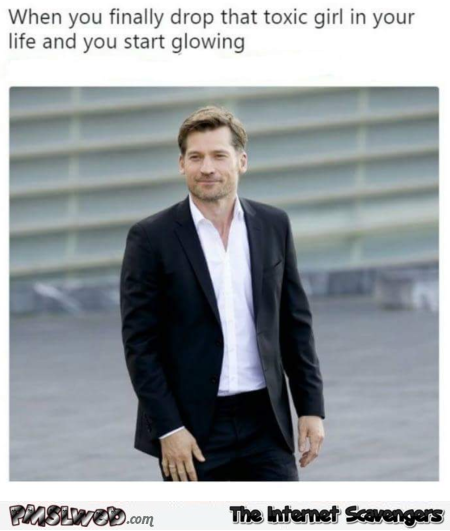 When you finally drop that toxic girl in your
life and you start glowing
PMSLWEB.com
The Internet Scavengers